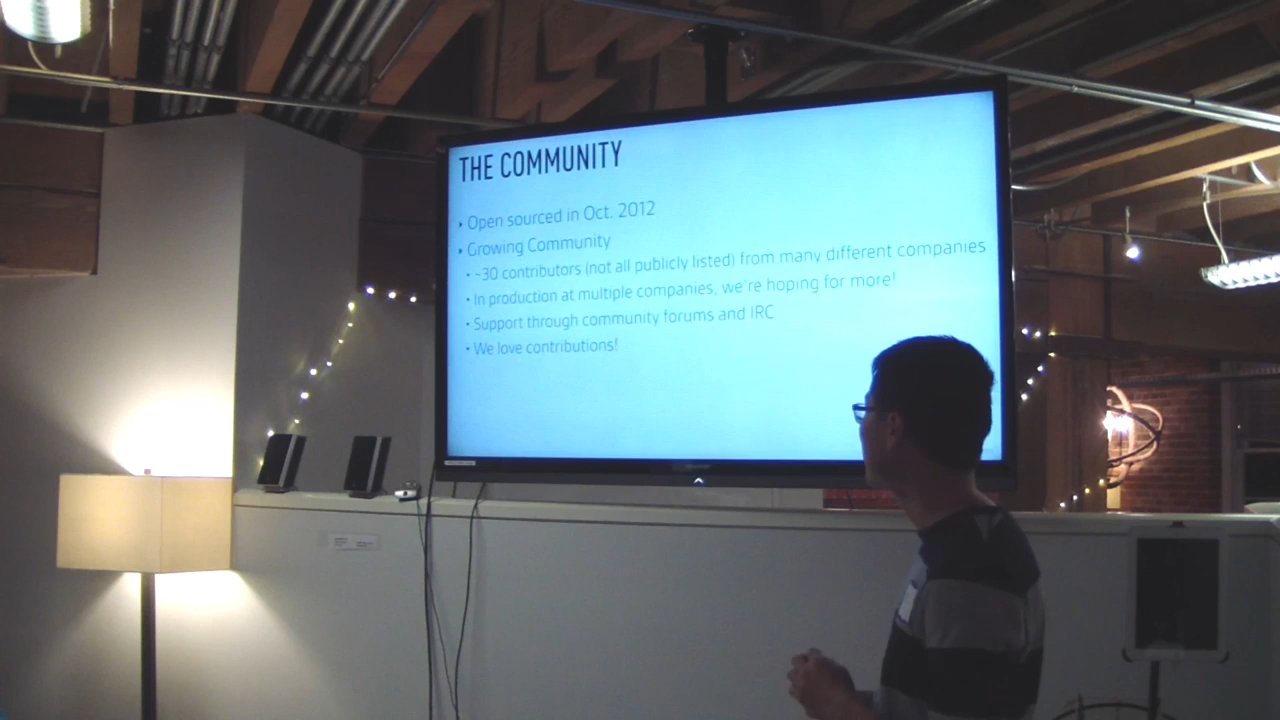 THE COMMUNITY
Open sourced in Oct. 2012
Growing Community
~30 contributors (not all publicly listed) from many different companies
In production at multiple companies, we're hoping for more!
Support through community forums and IRC
We love contributions!